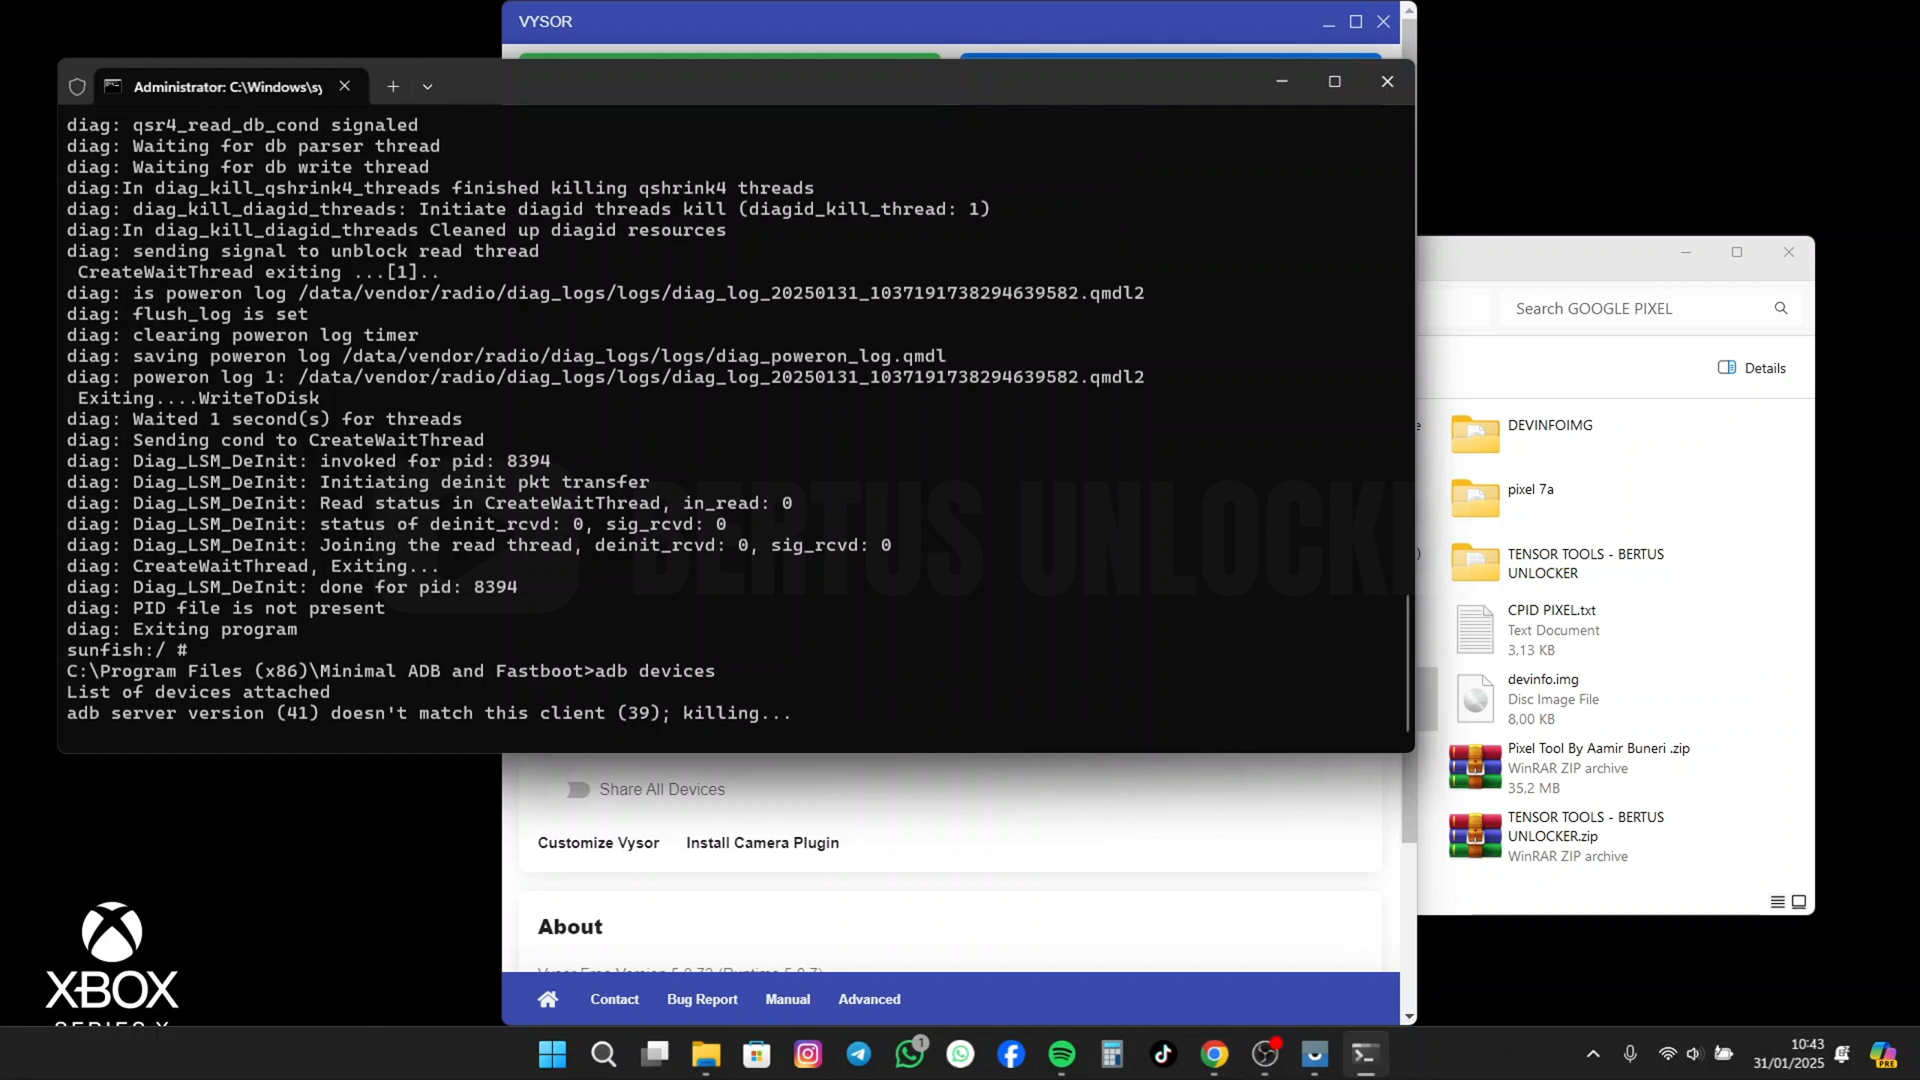 VYSOR
Administrator: C:\Windows\sy
diag: qsr4_read_db_cond signaled
diag: Waiting for db parser thread
diag: Waiting for db write thread
diag:In diag_kill_qshrink4_threads finished killing qshrink4 threads
diag: diag_kill_diagid_threads: Initiate diagid threads kill (diagid_kill_thread: 1)
diag:In diag_kill_diagid_threads Cleaned up diagid resources
diag: sending signal to unblock read thread
CreateWaitThread exiting ...[1]..
diag: is poweron log /data/vendor/radio/diag_logs/logs/diag_log_20250131_1037191738294639582.qmdl2
diag: flush_log is set
diag: clearing poweron log timer
diag: saving poweron log /data/vendor/radio/diag_logs/logs/diag_poweron_log.qmdl
diag: poweron log 1: /data/vendor/radio/diag_logs/logs/diag_log_20250131_1037191738294639582.qmdl2
Exiting....WriteToDisk
diag: Waited 1 second(s) for threads
diag: Sending cond to CreateWaitThread
diag: Diag_LSM_DeInit: invoked for pid: 8394
diag: Diag_LSM_DeInit: Initiating deinit pkt transfer
diag: Diag_LSM_DeInit: Read status in CreateWaitThread, in_read: 0
diag: Diag_LSM_DeInit: status of deinit_rcvd: 0, sig_rcvd: 0
diag: Diag_LSM_DeInit: Joining the read thread, deinit_rcvd: 0, sig_rcvd: 0
diag: CreateWaitThread, Exiting...
diag: Diag_LSM_DeInit: done for pid: 8394
diag: PID file is not present
diag: Exiting program
sunfish:/ #
C:\Program Files (x86)\Minimal ADB and Fastboot>adb devices
List of devices attached
adb server version (41) doesn't match this client (39); killing...
BERTUS UNLOCKE
Search GOOGLE PIXEL
Details
DEVINFOIMG
pixel 7a
TENSOR TOOLS - BERTUS
UNLOCKER
CPID PIXEL.txt
Text Document
3,13 KB
devinfo.img
Disc Image File
8,00 KB
Pixel Tool By Aamir Buneri .zip
WinRAR ZIP archive
35,2 MB
TENSOR TOOLS - BERTUS
UNLOCKER.zip
WinRAR ZIP archive
Share All Devices
Customize Vysor Install Camera Plugin
About
Contact Bug Report Manual Advanced
XBOX
SERIES X
1
10:43
31/01/2025
PRE